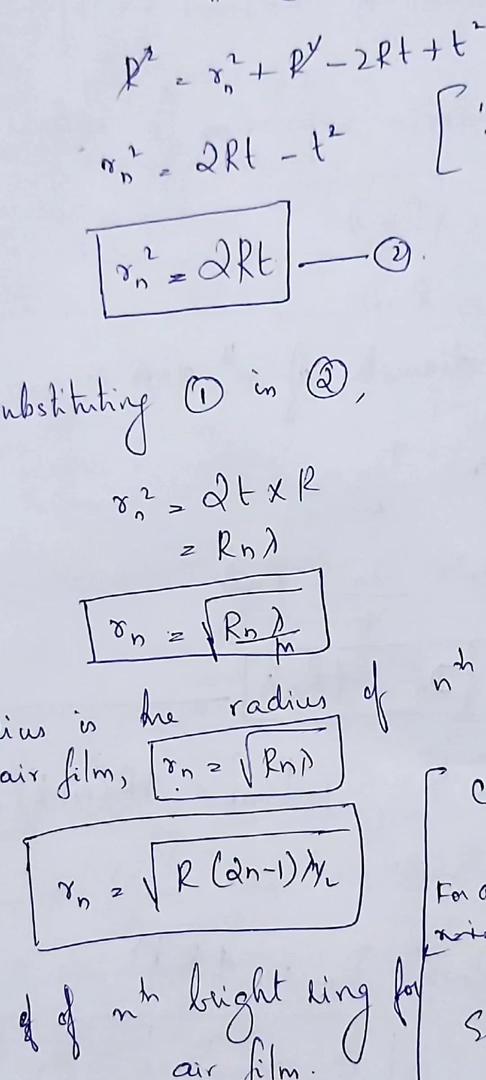 R² = rₙ² + R² - 2Rt + t²
rₙ² = 2Rt - t²
rₙ² = 2Rt — ②.
ubstituting ① in ②,
rₙ² = 2t × R
= Rnλ
rₙ = √(Rnλ/μ)
ius is the radius of nth
air film, rₙ = √(Rnλ)
rₙ = √(R(2n-1)λ/2)
of nth bright ring for
air film.